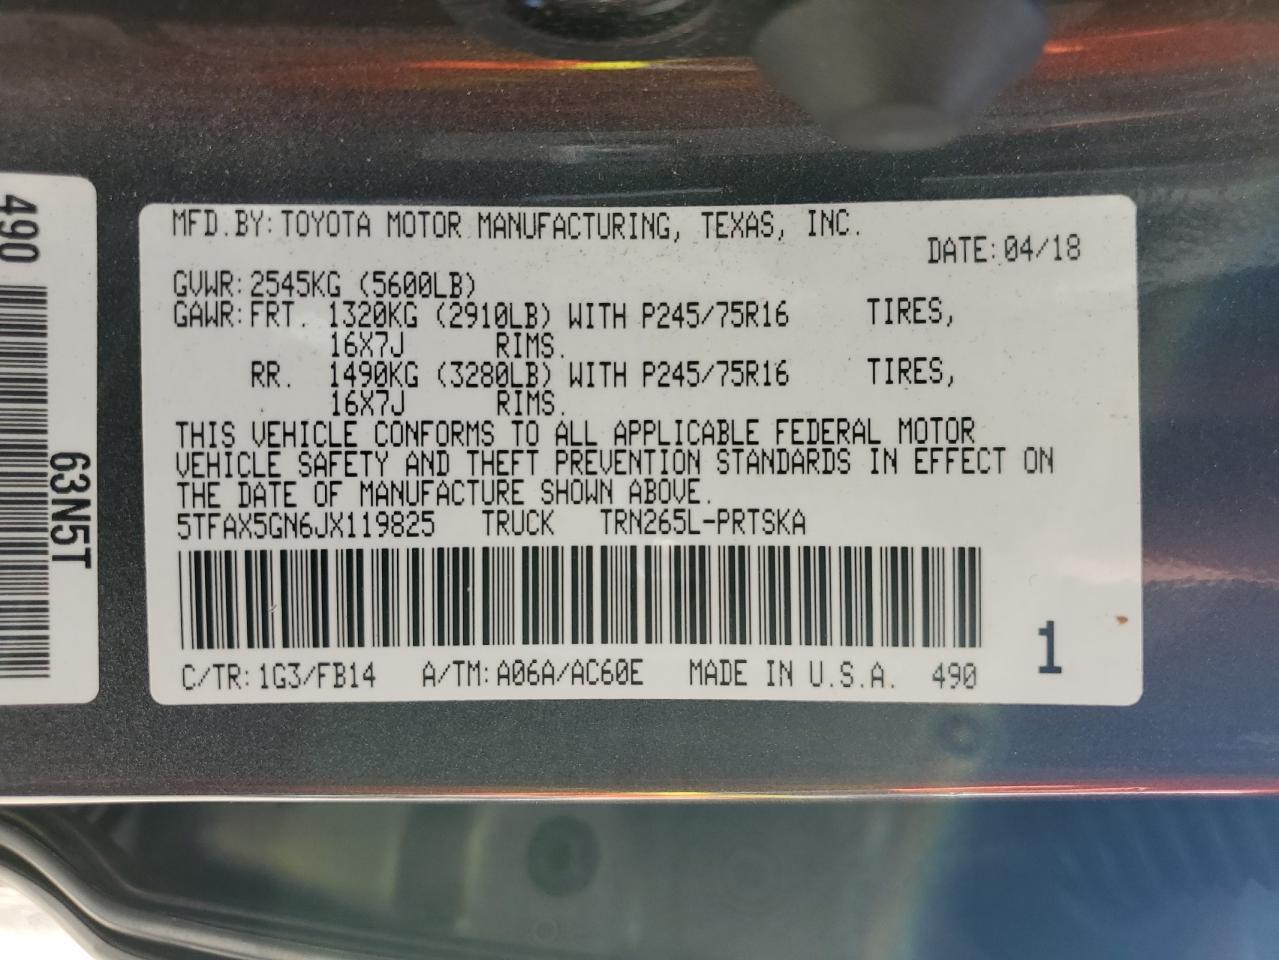 MFD.BY:TOYOTA MOTOR MANUFACTURING, TEXAS, INC.
DATE:04/18
GVWR:2545KG (5600LB)
GAWR:FRT. 1320KG (2910LB) WITH P245/75R16 TIRES,
16X7J RIMS.
RR. 1490KG (3280LB) WITH P245/75R16 TIRES,
16X7J RIMS.
THIS VEHICLE CONFORMS TO ALL APPLICABLE FEDERAL MOTOR
VEHICLE SAFETY AND THEFT PREVENTION STANDARDS IN EFFECT ON
THE DATE OF MANUFACTURE SHOWN ABOVE.
5TFAX5GN6JX119825 TRUCK TRN265L-PRTSKA
C/TR:1G3/FB14 A/TM:A06A/AC60E MADE IN U.S.A. 490
1
490
63N5T